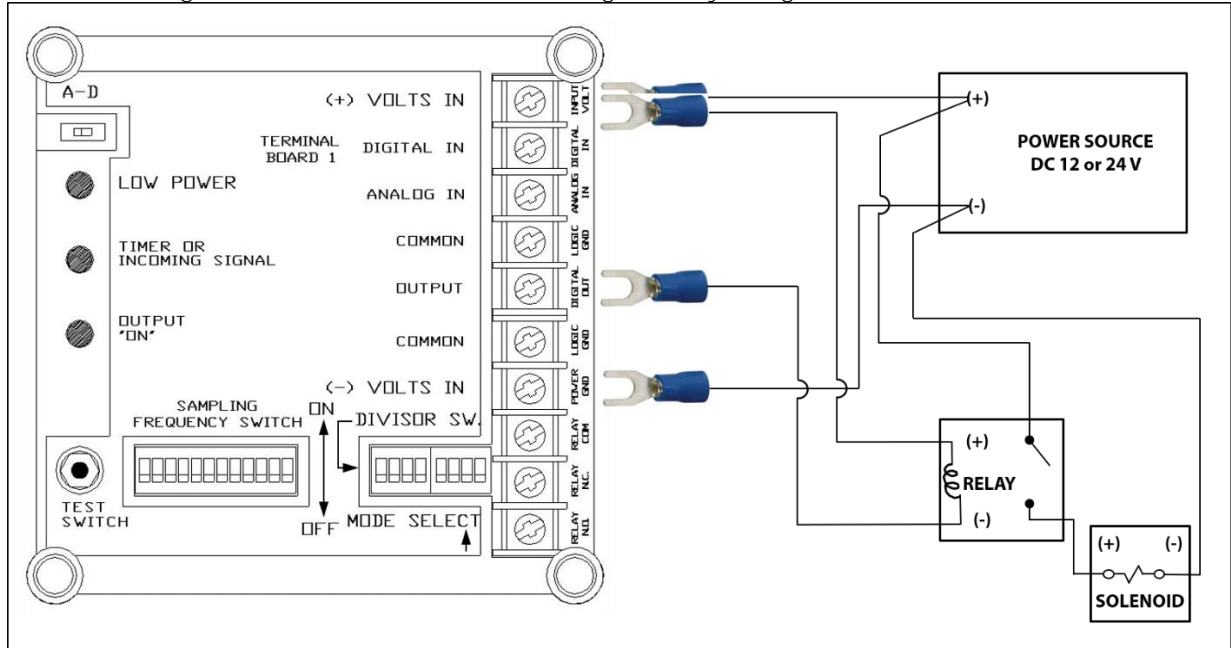 A-D
LOW POWER
TIMER OR
INCOMING SIGNAL
OUTPUT
"ON"
TEST
SWITCH
SAMPLING
FREQUENCY SWITCH
ON
OFF
DIVISOR SW.
MODE SELECT
TERMINAL
BOARD 1
(+) VOLTS IN
DIGITAL IN
ANALOG IN
COMMON
OUTPUT
COMMON
(-) VOLTS IN
INPUT
VOLT
DIGITAL
IN
ANALOG
IN
LOGIC
GND
DIGITAL
OUT
LOGIC
GND
POWER
GND
RELAY
COM
RELAY
N.C.
RELAY
N.O.
(+)
POWER SOURCE
DC 12 or 24 V
(-)
(+)
RELAY
(-)
(+) (-)
SOLENOID